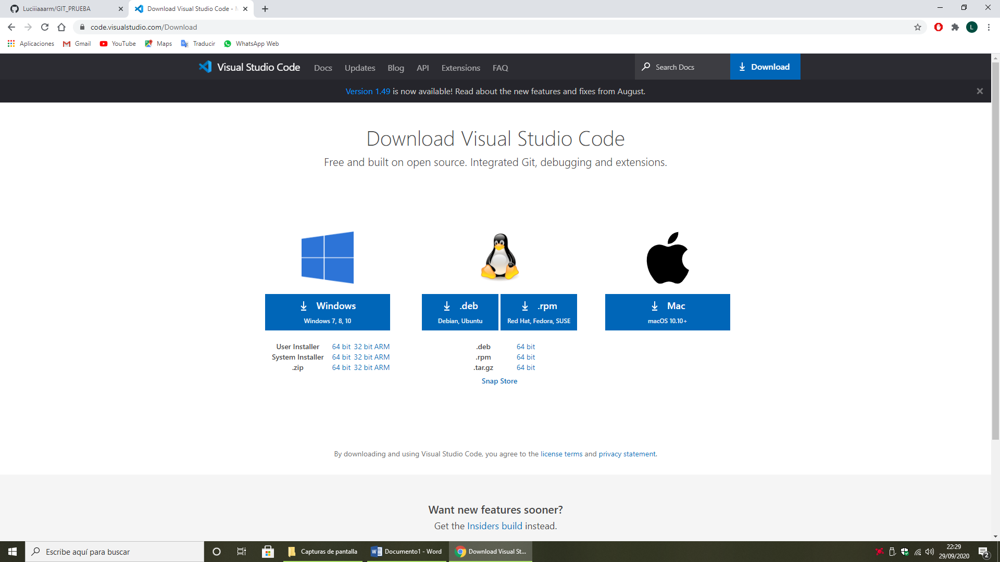 Luciiiaaarm/GIT_PRUEBA
Download Visual Studio Code -
code.visualstudio.com/Download
L
Aplicaciones Gmail YouTube Maps Traducir WhatsApp Web
Visual Studio Code Docs Updates Blog API Extensions FAQ Search Docs Download
Version 1.49 is now available! Read about the new features and fixes from August.
Download Visual Studio Code
Free and built on open source. Integrated Git, debugging and extensions.
Windows
Windows 7, 8, 10
.deb
Debian, Ubuntu
.rpm
Red Hat, Fedora, SUSE
Mac
macOS 10.10+
User Installer 64 bit 32 bit ARM
System Installer 64 bit 32 bit ARM
.zip 64 bit 32 bit ARM
.deb 64 bit
.rpm 64 bit
.tar.gz 64 bit
Snap Store
By downloading and using Visual Studio Code, you agree to the license terms and privacy statement.
Want new features sooner?
Get the Insiders build instead.
Escribe aquí para buscar
Capturas de pantalla
Documento1 - Word
Download Visual St...
22:29
29/09/2020
2